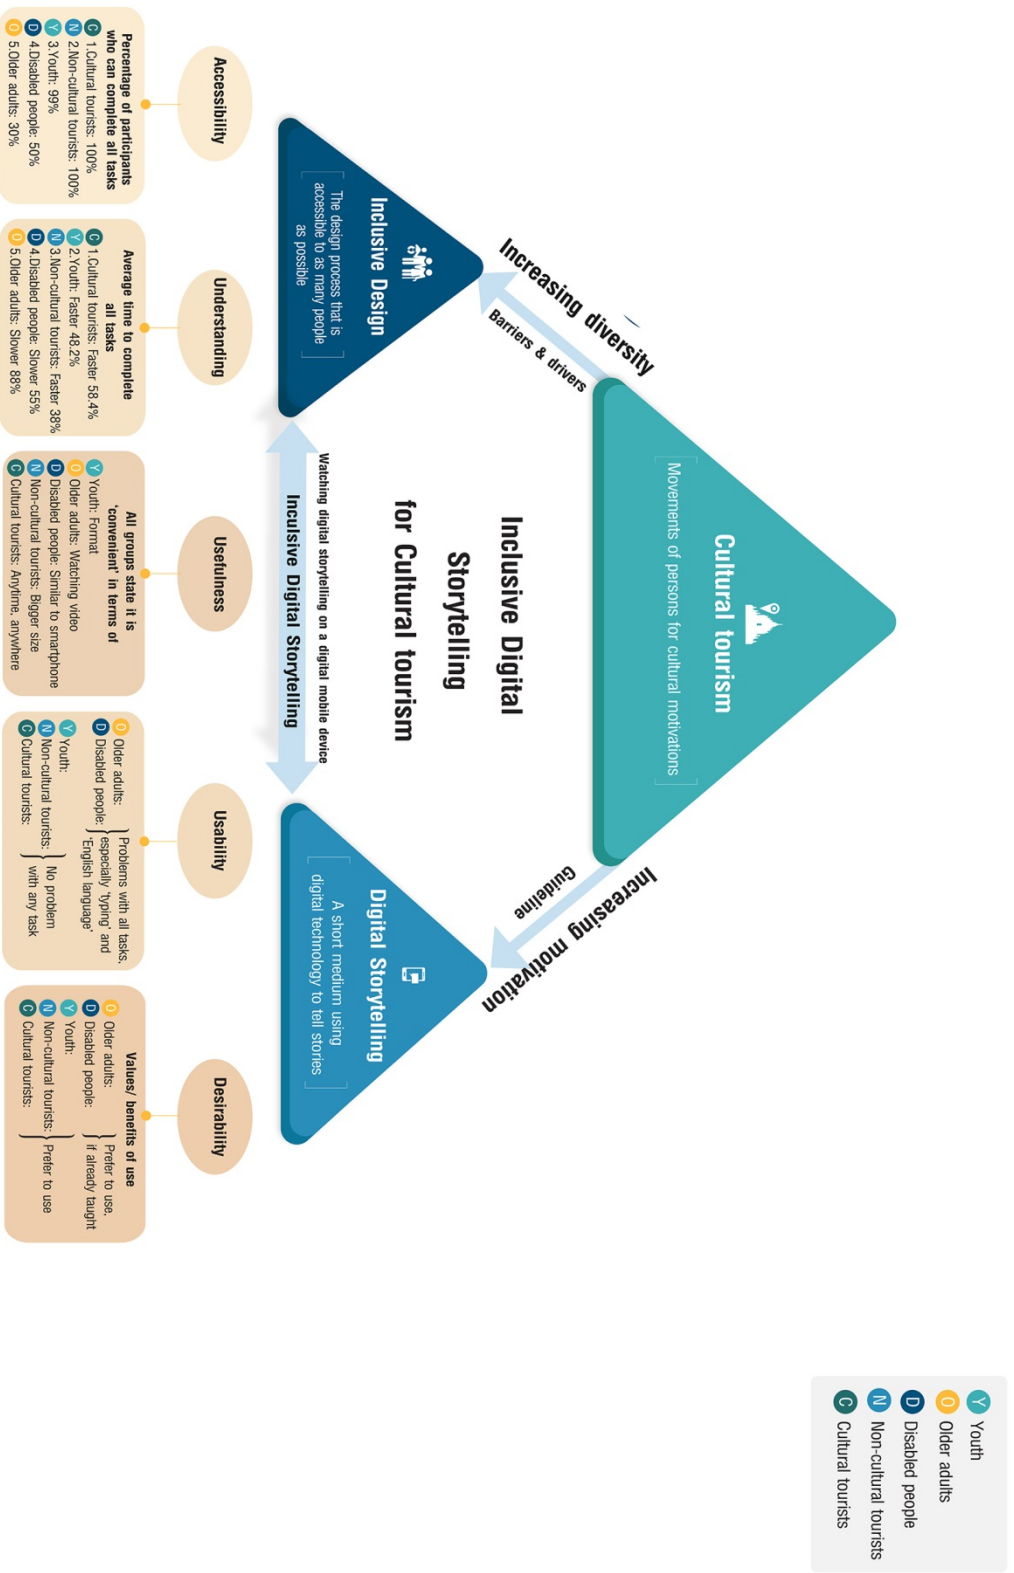 Y Youth
O Older adults
D Disabled people
N Non-cultural tourists
C Cultural tourists
Cultural tourism
Movements of persons for cultural motivations
Increasing diversity
Barriers & drivers
Increasing motivation
Guideline
Inclusive Digital
Storytelling
for Cultural tourism
Inclusive Design
The design process that is
accessible to as many people
as possible
Digital Storytelling
A short medium using
digital technology to tell stories
Watching digital storytelling on a digital mobile device
Inculsive Digital Storytelling
Accessibility
Percentage of participants
who can complete all tasks
C 1.Cultural tourists: 100%
N 2.Non-cultural tourists: 100%
Y 3.Youth: 99%
D 4.Disabled people: 50%
O 5.Older adults: 30%
Understanding
Average time to complete
all tasks
C 1.Cultural tourists: Faster 58.4%
Y 2.Youth: Faster 48.2%
N 3.Non-cultural tourists: Faster 38%
D 4.Disabled people: Slower 55%
O 5.Older adults: Slower 88%
Usefulness
All groups state it is
‘convenient’ in terms of
Y Youth: Format
O Older adults: Watching video
D Disabled people: Similar to smartphone
N Non-cultural tourists: Bigger size
C Cultural tourists: Anytime, anywhere
Usability
O Older adults:
D Disabled people:
Problems with all tasks,
especially ‘typing’ and
‘English language’
Y Youth:
N Non-cultural tourists:
C Cultural tourists:
No problem
with any task
Desirability
Values/ benefits of use
O Older adults:
D Disabled people:
Prefer to use,
if already taught
Y Youth:
N Non-cultural tourists:
C Cultural tourists:
Prefer to use